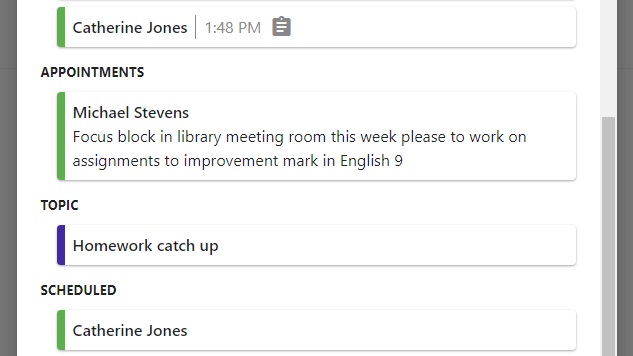 Catherine Jones 1:48 PM
APPOINTMENTS
Michael Stevens
Focus block in library meeting room this week please to work on
assignments to improvement mark in English 9
TOPIC
Homework catch up
SCHEDULED
Catherine Jones